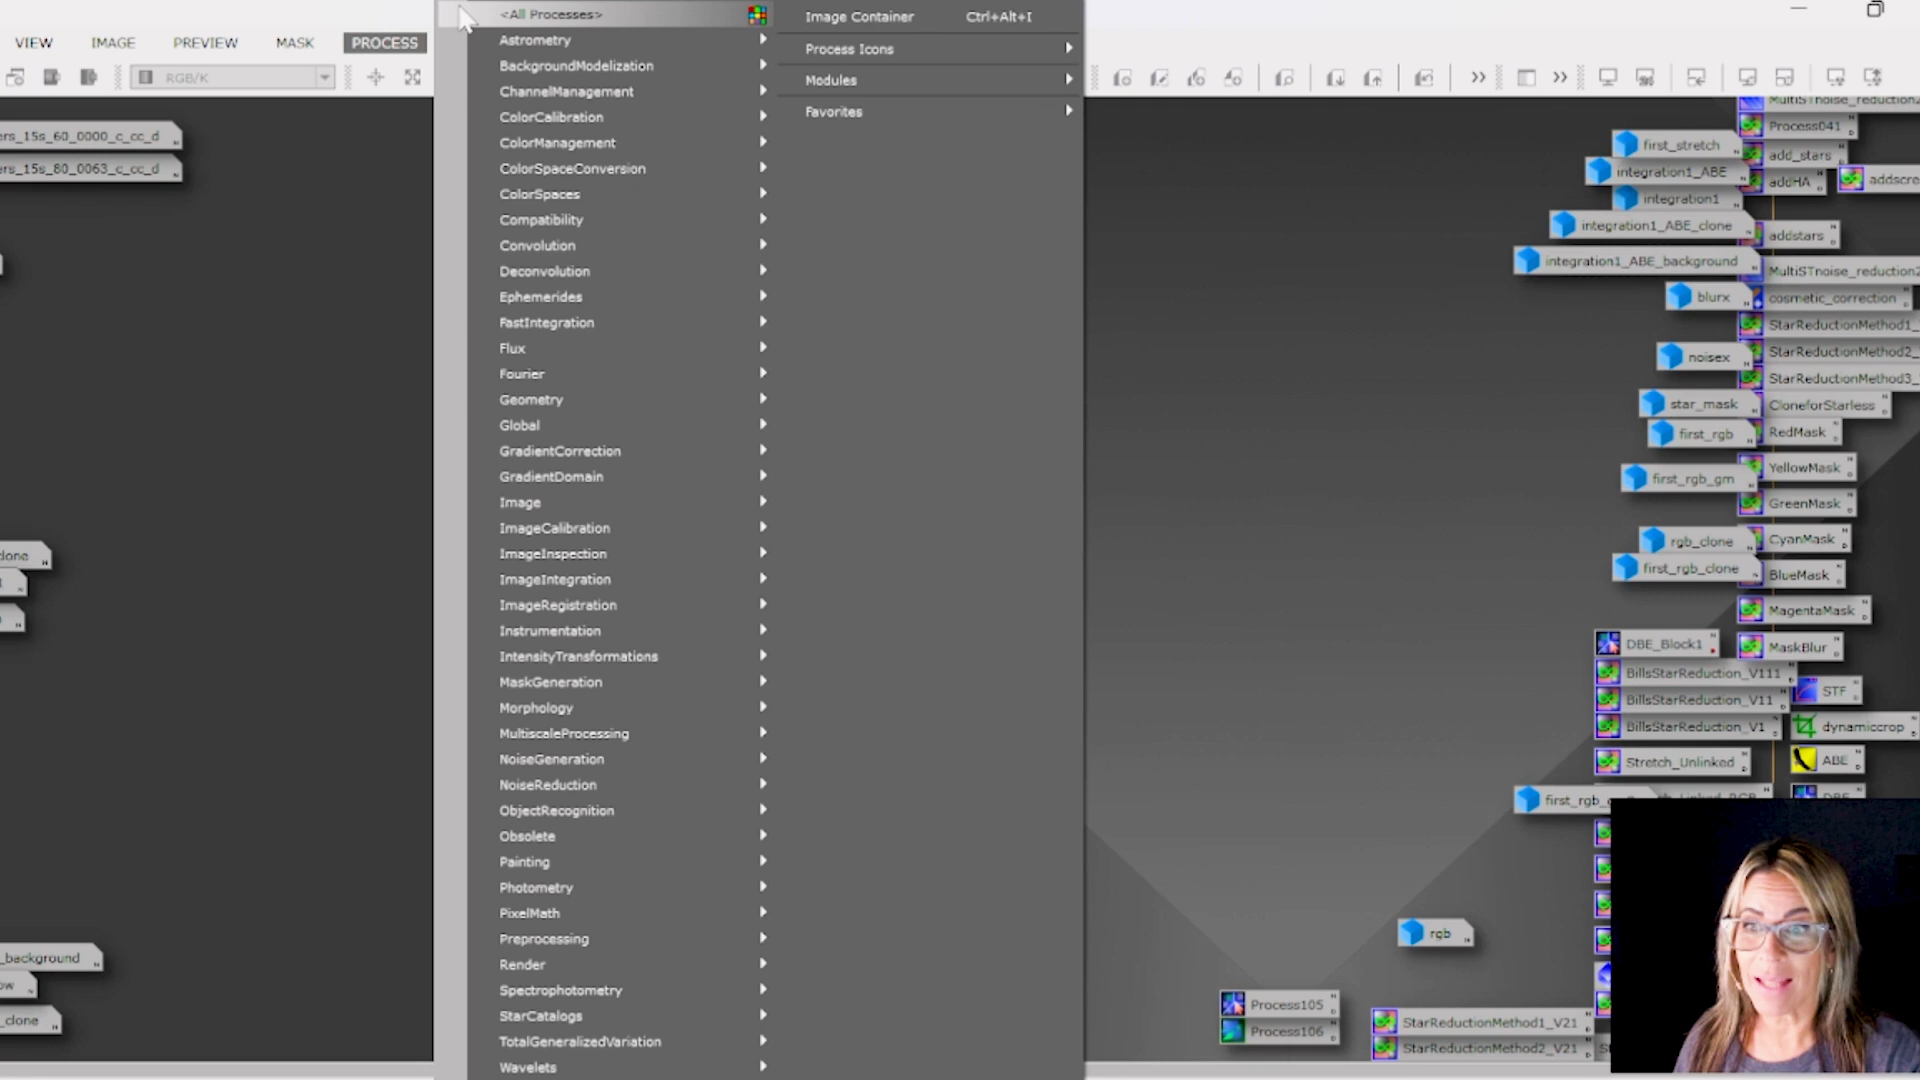 VIEW IMAGE PREVIEW MASK PROCESS
RGB/K
ers_15s_60_0000_c_cc_d
ers_15s_80_0063_c_cc_d
_background
_clone
<All Processes>
Astrometry
BackgroundModelization
ChannelManagement
ColorCalibration
ColorManagement
ColorSpaceConversion
ColorSpaces
Compatibility
Convolution
Deconvolution
Ephemerides
FastIntegration
Flux
Fourier
Geometry
Global
GradientCorrection
GradientDomain
Image
ImageCalibration
ImageInspection
ImageIntegration
ImageRegistration
Instrumentation
IntensityTransformations
MaskGeneration
Morphology
MultiscaleProcessing
NoiseGeneration
NoiseReduction
ObjectRecognition
Obsolete
Painting
Photometry
PixelMath
Preprocessing
Render
Spectrophotometry
StarCatalogs
TotalGeneralizedVariation
Wavelets
Image Container Ctrl+Alt+I
Process Icons
Modules
Favorites
MultiSTnoise_reduction2
Process041
first_stretch
add_stars
integration1_ABE
addHA
addscre
integration1
integration1_ABE_clone
addstars
integration1_ABE_background
MultiSTnoise_reduction2
blurx
cosmetic_correction
StarReductionMethod1_
noisex
StarReductionMethod2_
StarReductionMethod3_
star_mask
CloneforStarless
first_rgb
RedMask
YellowMask
first_rgb_gm
GreenMask
rgb_clone
CyanMask
first_rgb_clone
BlueMask
MagentaMask
DBE_Block1
MaskBlur
BillsStarReduction_V111
STF
BillsStarReduction_V11
BillsStarReduction_V1
dynamiccrop
Stretch_Unlinked
ABE
DBE
first_rgb_
rgb
Process105
Process106
StarReductionMethod1_V21
StarReductionMethod2_V21